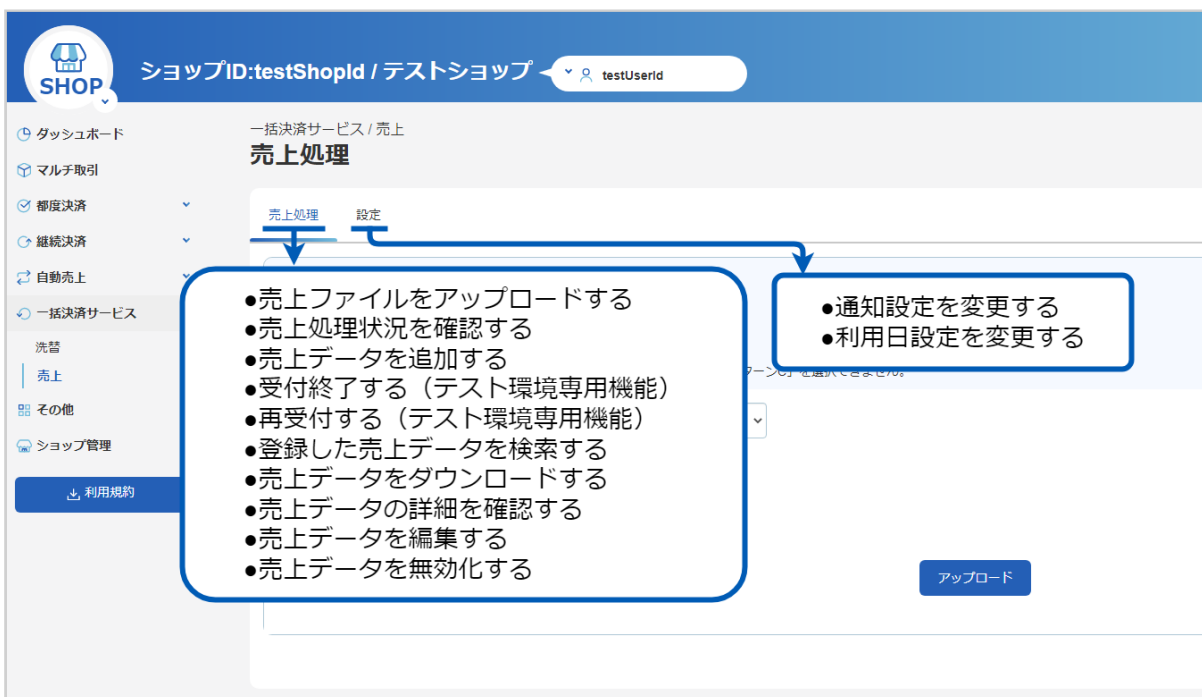 SHOP
ショップID:testShopId / テストショップ
testUserId
ダッシュボード
マルチ取引
都度決済
継続決済
自動売上
一括決済サービス
洗替
売上
その他
ショップ管理
利用規約
一括決済サービス / 売上
売上処理
売上処理
設定
●売上ファイルをアップロードする
●売上処理状況を確認する
●売上データを追加する
●受付終了する（テスト環境専用機能）
●再受付する（テスト環境専用機能）
●登録した売上データを検索する
●売上データをダウンロードする
●売上データの詳細を確認する
●売上データを編集する
●売上データを無効化する
●通知設定を変更する
●利用日設定を変更する
を選択できません。
アップロード